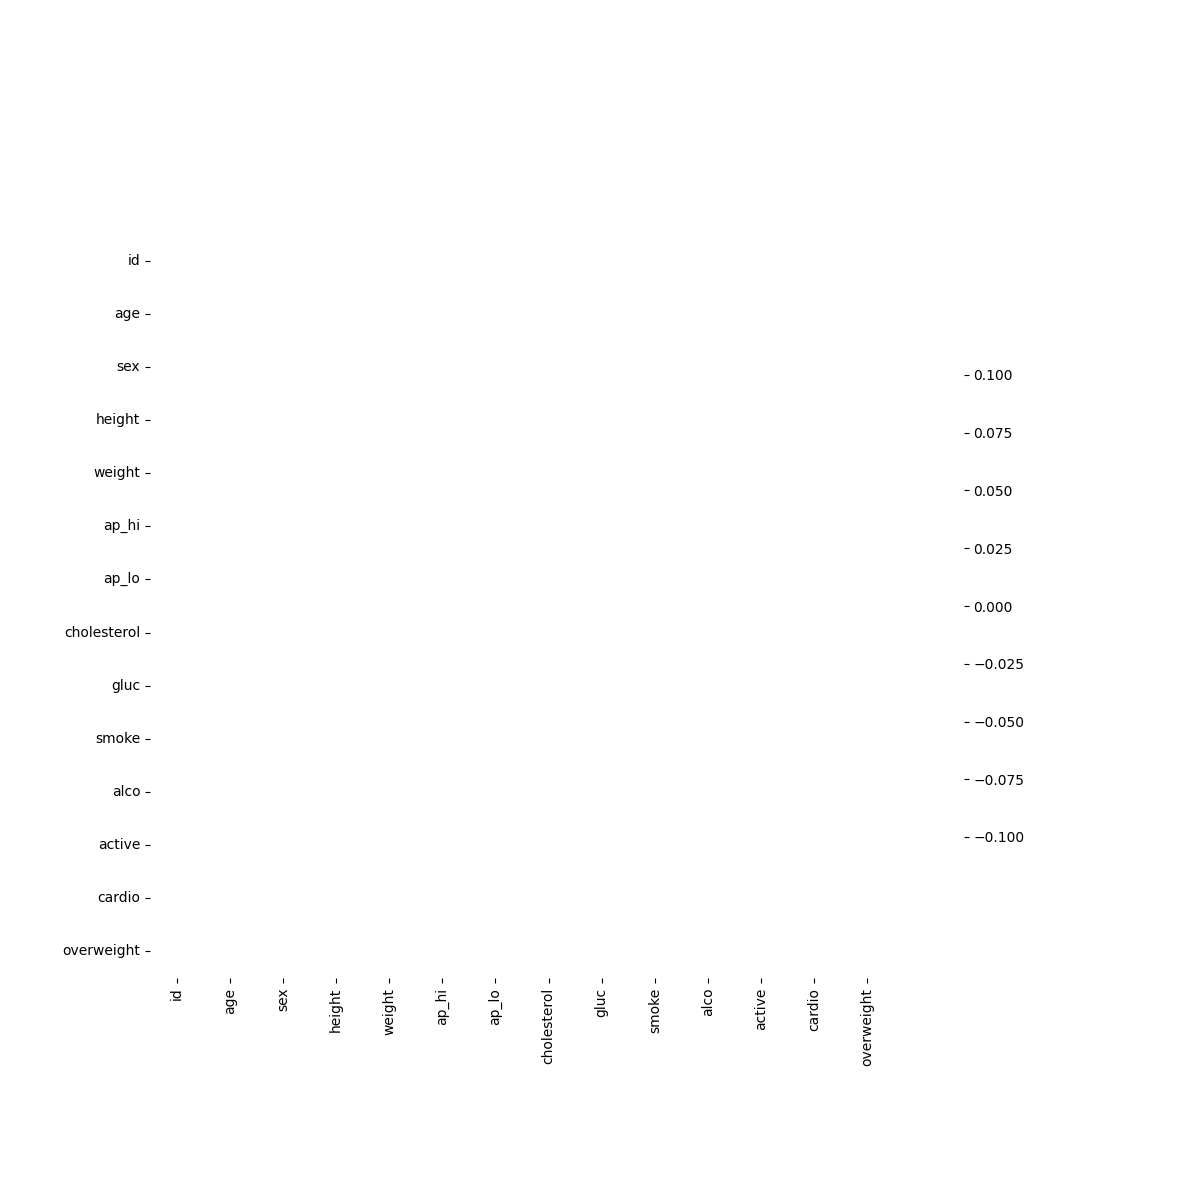 id
age
sex
height
weight
ap_hi
ap_lo
cholesterol
gluc
smoke
alco
active
cardio
overweight
id
age
sex
height
weight
ap_hi
ap_lo
cholesterol
gluc
smoke
alco
active
cardio
overweight
0.100
0.075
0.050
0.025
0.000
−0.025
−0.050
−0.075
−0.100